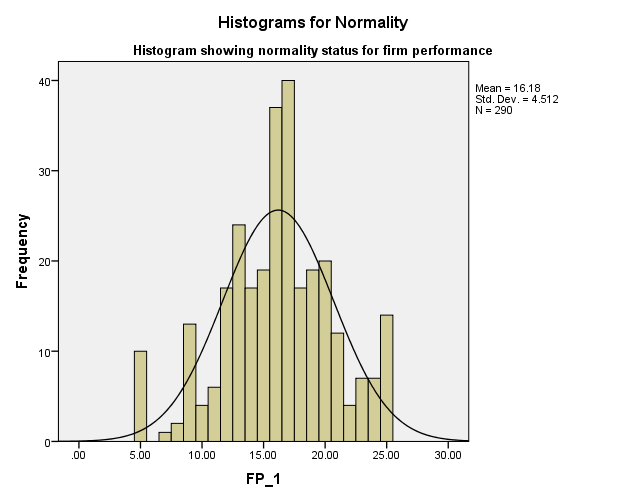 Histograms for Normality
Histogram showing normality status for firm performance
Mean = 16.18
Std. Dev. = 4.512
N = 290
Frequency
40
30
20
10
0
.00 5.00 10.00 15.00 20.00 25.00 30.00
FP_1